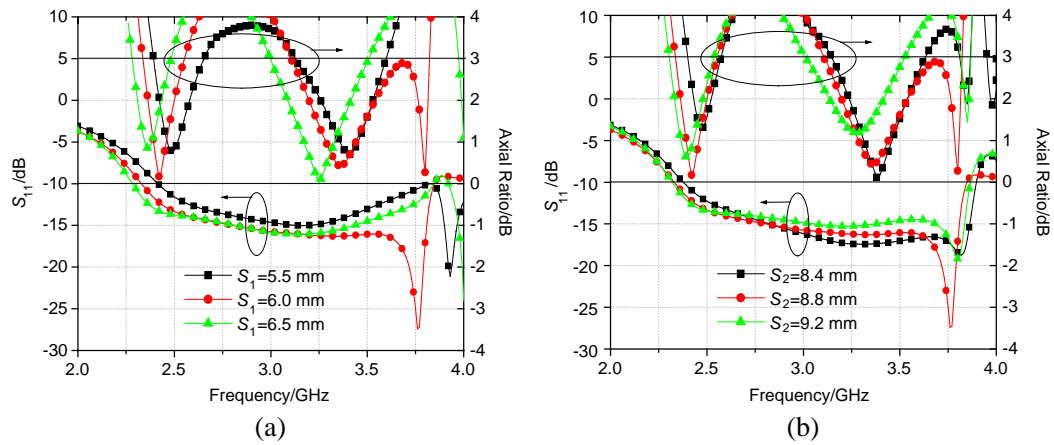 10
5
0
-5
-10
-15
-20
-25
-30
S11/dB
4
3
2
1
0
-1
-2
-3
-4
Axial Ratio/dB
S1=5.5 mm
S1=6.0 mm
S1=6.5 mm
2.0 2.5 3.0 3.5 4.0
Frequency/GHz
(a)
10
5
0
-5
-10
-15
-20
-25
-30
S11/dB
4
3
2
1
0
-1
-2
-3
-4
Axial Ratio/dB
S2=8.4 mm
S2=8.8 mm
S2=9.2 mm
2.0 2.5 3.0 3.5 4.0
Frequency/GHz
(b)